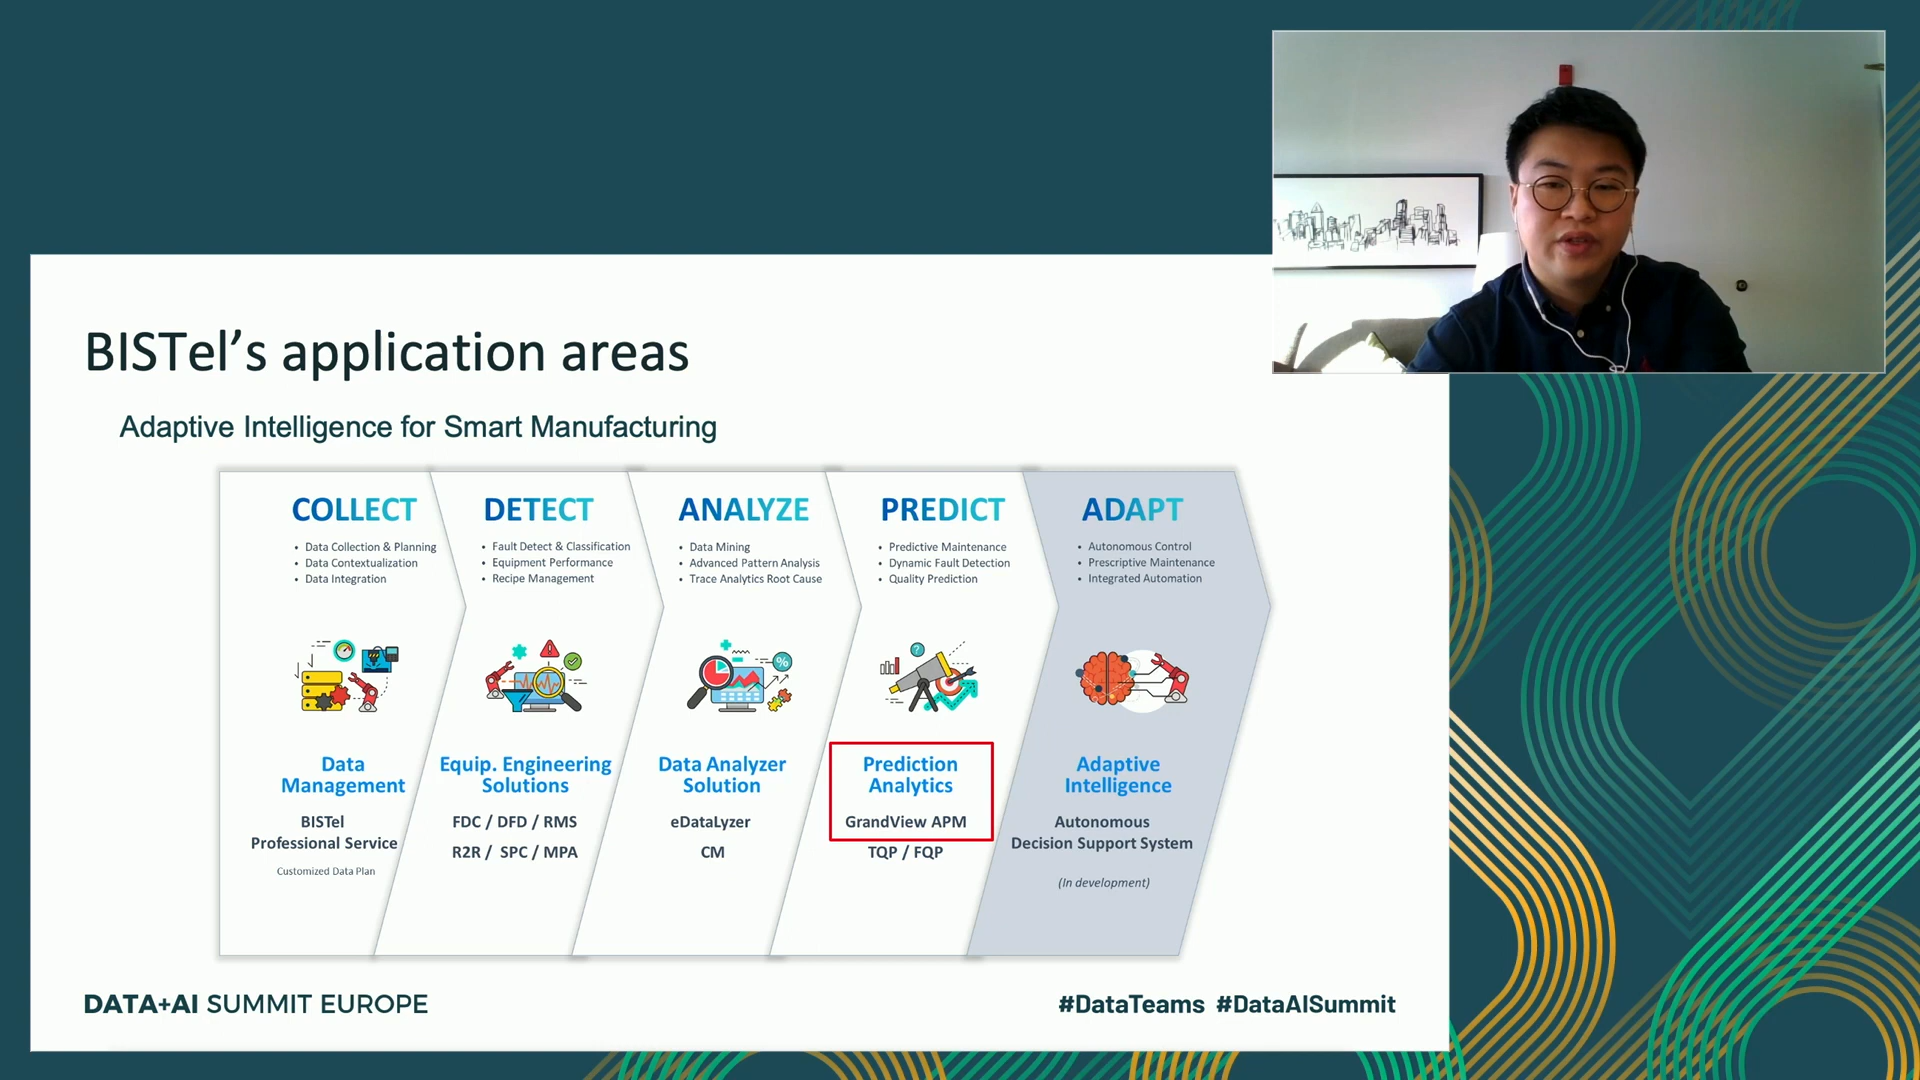 BISTel’s application areas
Adaptive Intelligence for Smart Manufacturing
COLLECT
• Data Collection & Planning
• Data Contextualization
• Data Integration
Data
Management
BISTel
Professional Service
Customized Data Plan
DETECT
• Fault Detect & Classification
• Equipment Performance
• Recipe Management
Equip. Engineering
Solutions
FDC / DFD / RMS
R2R / SPC / MPA
ANALYZE
• Data Mining
• Advanced Pattern Analysis
• Trace Analytics Root Cause
%
Data Analyzer
Solution
eDataLyzer
CM
PREDICT
• Predictive Maintenance
• Dynamic Fault Detection
• Quality Prediction
?
Prediction
Analytics
GrandView APM
TQP / FQP
ADAPT
• Autonomous Control
• Prescriptive Maintenance
• Integrated Automation
Adaptive
Intelligence
Autonomous
Decision Support System
(In development)
DATA+AI SUMMIT EUROPE
#DataTeams #DataAISummit